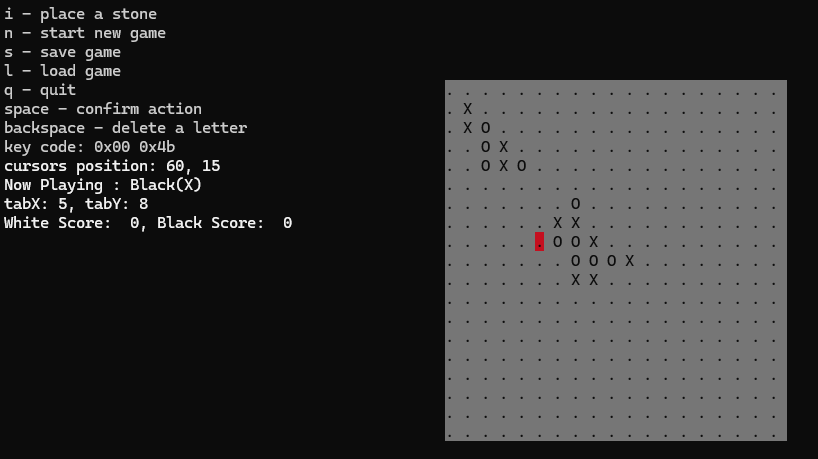 i – place a stone
n – start new game
s – save game
l – load game
q – quit
space – confirm action
backspace – delete a letter
key code: 0x00 0x4b
cursors position: 60, 15
Now Playing : Black(X)
tabX: 5, tabY: 8
White Score:  0, Black Score:  0
. . . . . . . . . . . . . . . . . . .
. X . . . . . . . . . . . . . . . . .
. X O . . . . . . . . . . . . . . . .
. . O X . . . . . . . . . . . . . . .
. . O X O . . . . . . . . . . . . . .
. . . . . . . . . . . . . . . . . . .
. . . . . . . O . . . . . . . . . . .
. . . . . . X X . . . . . . . . . . .
. . . . . . O O X . . . . . . . . . .
. . . . . . . O O O X . . . . . . . .
. . . . . . . X X . . . . . . . . . .
. . . . . . . . . . . . . . . . . . .
. . . . . . . . . . . . . . . . . . .
. . . . . . . . . . . . . . . . . . .
. . . . . . . . . . . . . . . . . . .
. . . . . . . . . . . . . . . . . . .
. . . . . . . . . . . . . . . . . . .
. . . . . . . . . . . . . . . . . . .
. . . . . . . . . . . . . . . . . . .